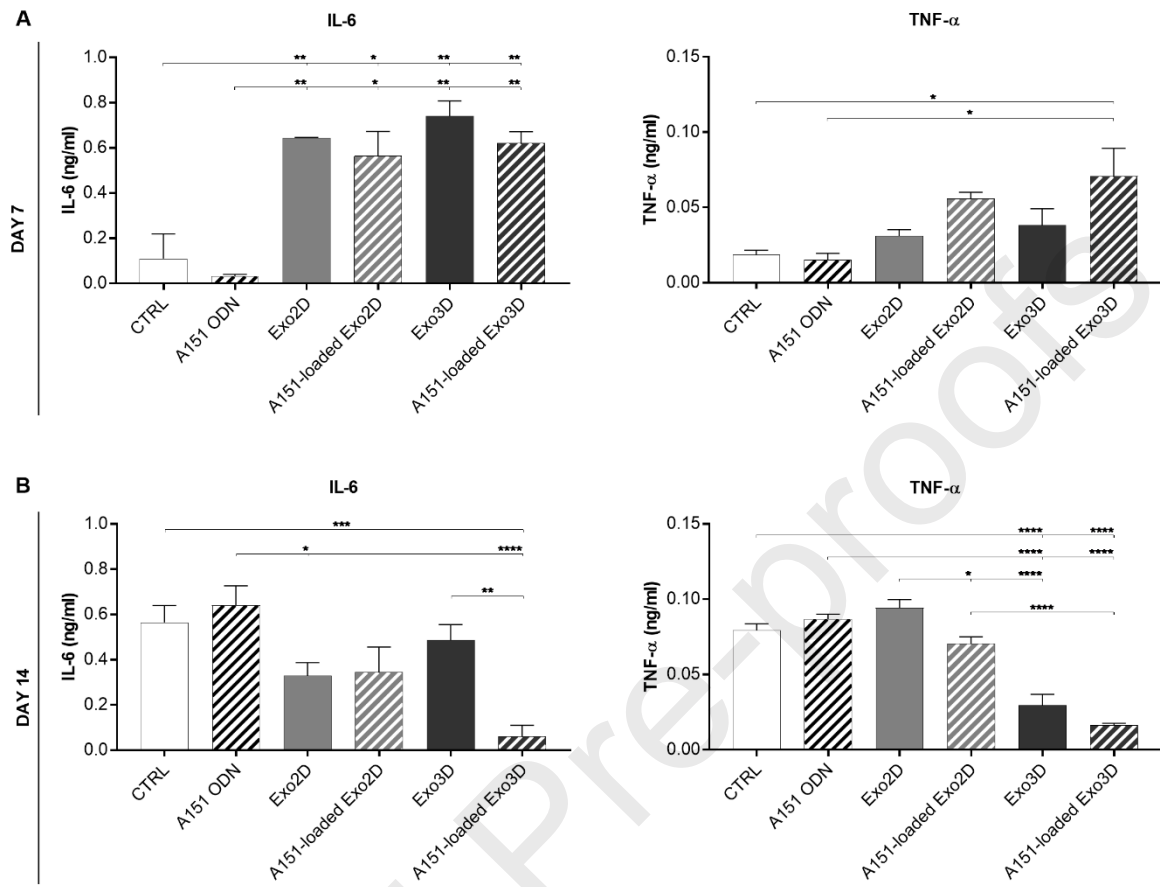 A
IL-6
TNF-α
DAY 7
IL-6 (ng/ml)
1.0
0.8
0.6
0.4
0.2
0.0
** * ** **
** * ** **
CTRL
A151 ODN
Exo2D
A151-loaded Exo2D
Exo3D
A151-loaded Exo3D
TNF-α (ng/ml)
0.15
0.10
0.05
0.00
*
*
CTRL
A151 ODN
Exo2D
A151-loaded Exo2D
Exo3D
A151-loaded Exo3D
B
IL-6
TNF-α
DAY 14
IL-6 (ng/ml)
1.0
0.8
0.6
0.4
0.2
0.0
***
* ****
**
CTRL
A151 ODN
Exo2D
A151-loaded Exo2D
Exo3D
A151-loaded Exo3D
TNF-α (ng/ml)
0.15
0.10
0.05
0.00
**** ****
**** ****
* ****
****
CTRL
A151 ODN
Exo2D
A151-loaded Exo2D
Exo3D
A151-loaded Exo3D
Pre-proofs